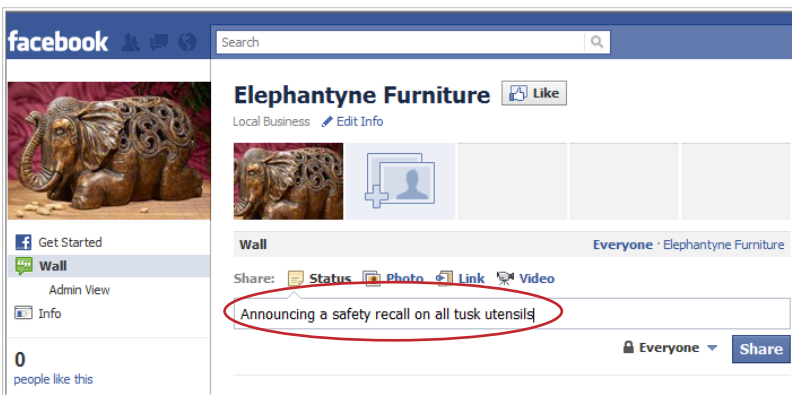 facebook
Search
Elephantyne Furniture Like
Local Business Edit Info
Get Started
Wall
Admin View
Info
0
people like this
Wall Everyone · Elephantyne Furniture
Share: Status Photo Link Video
Announcing a safety recall on all tusk utensils
Everyone Share